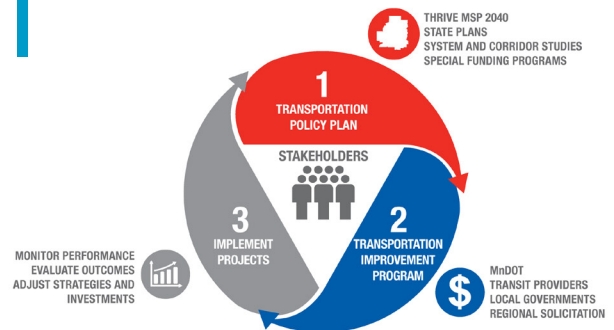 THRIVE MSP 2040
STATE PLANS
SYSTEM AND CORRIDOR STUDIES
SPECIAL FUNDING PROGRAMS
1
TRANSPORTATION
POLICY PLAN
STAKEHOLDERS
3
IMPLEMENT
PROJECTS
2
TRANSPORTATION
IMPROVEMENT
PROGRAM
MONITOR PERFORMANCE
EVALUATE OUTCOMES
ADJUST STRATEGIES AND
INVESTMENTS
$
MnDOT
TRANSIT PROVIDERS
LOCAL GOVERNMENTS
REGIONAL SOLICITATION